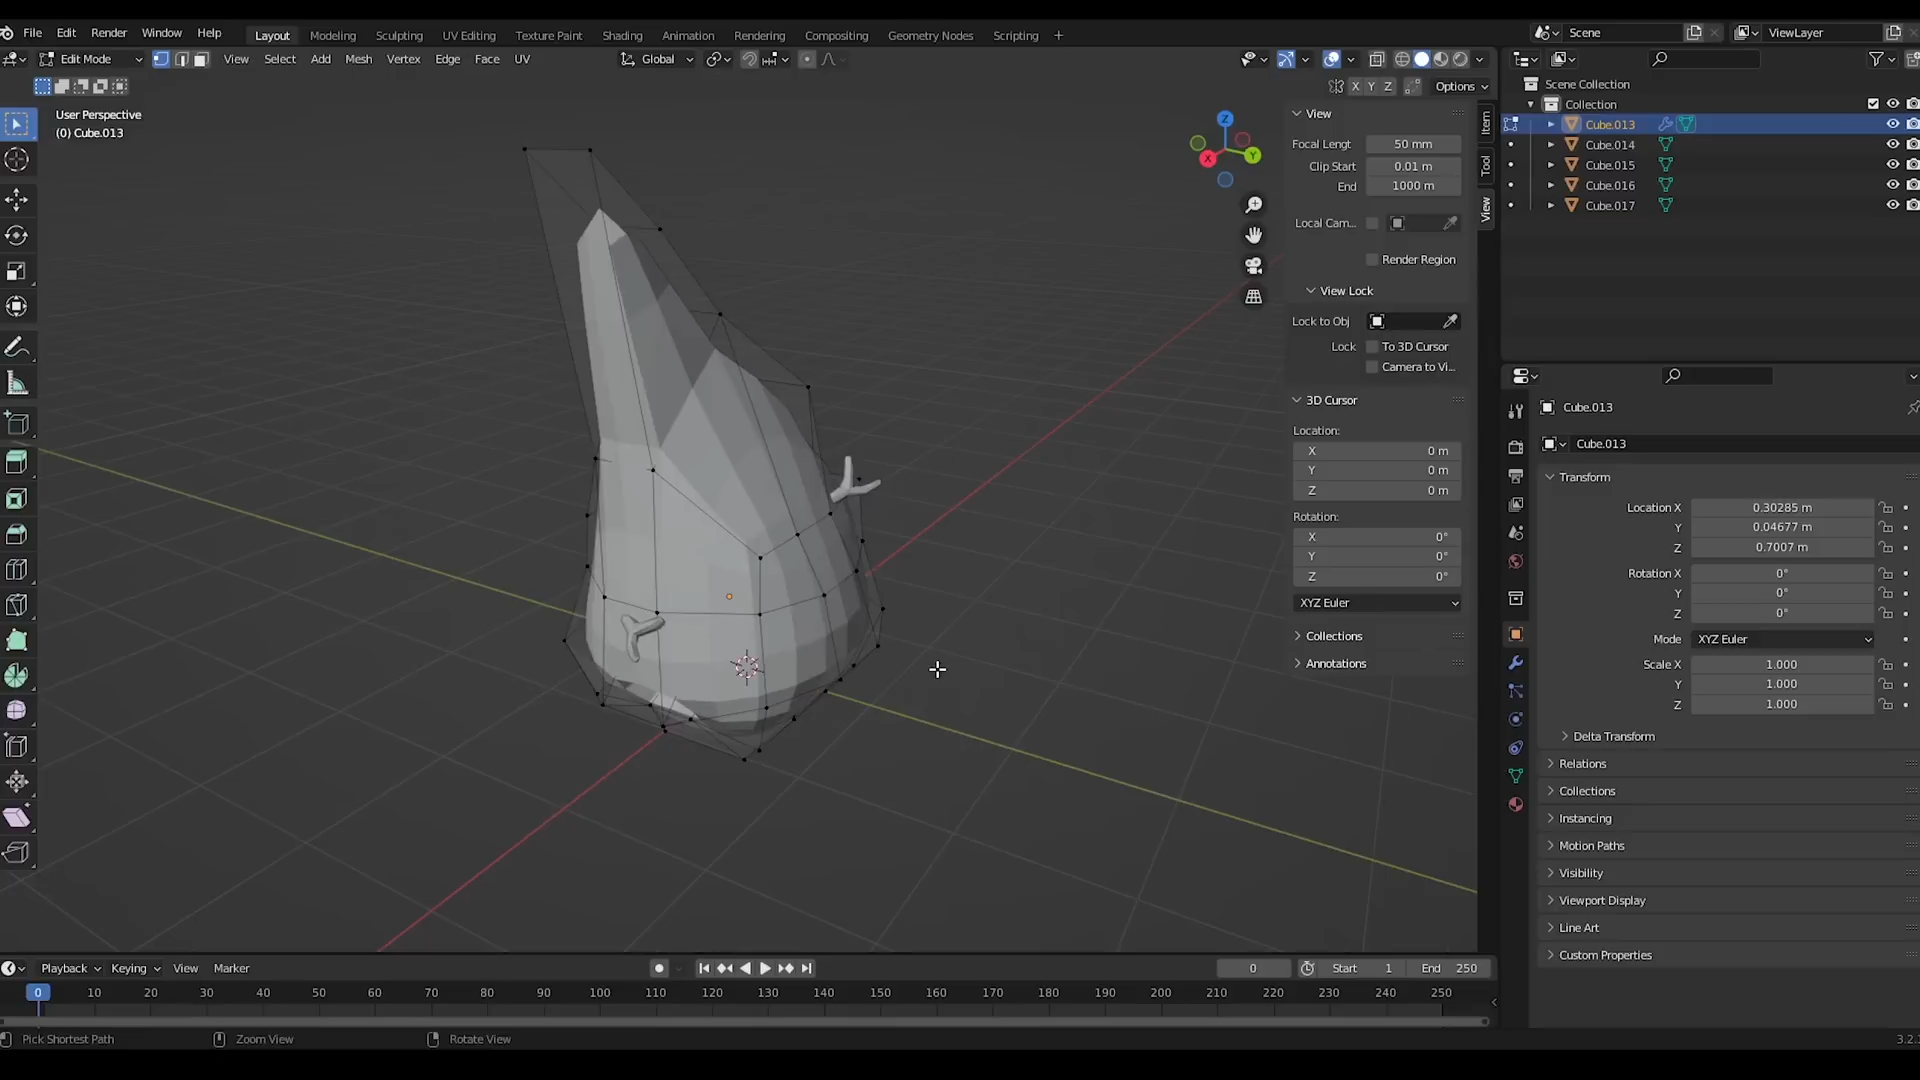 File Edit Render Window Help Layout Modeling Sculpting UV Editing Texture Paint Shading Animation Rendering Compositing Geometry Nodes Scripting + Scene ViewLayer
Edit Mode View Select Add Mesh Vertex Edge Face UV Global
X Y Z Options
User Perspective
(0) Cube.013
Z
X
Y
View
Focal Lengt 50 mm
Clip Start 0.01 m
End 1000 m
Local Cam...
Render Region
View Lock
Lock to Obj
Lock To 3D Cursor
Camera to Vi...
3D Cursor
Location:
X 0 m
Y 0 m
Z 0 m
Rotation:
X 0°
Y 0°
Z 0°
XYZ Euler
Collections
Annotations
Item
Tool
View
Scene Collection
Collection
Cube.013
Cube.014
Cube.015
Cube.016
Cube.017
Cube.013
Cube.013
Transform
Location X 0.30285 m
Y 0.04677 m
Z 0.7007 m
Rotation X 0°
Y 0°
Z 0°
Mode XYZ Euler
Scale X 1.000
Y 1.000
Z 1.000
Delta Transform
Relations
Collections
Instancing
Motion Paths
Visibility
Viewport Display
Line Art
Custom Properties
Playback Keying View Marker 0 Start 1 End 250
0 10 20 30 40 50 60 70 80 90 100 110 120 130 140 150 160 170 180 190 200 210 220 230 240 250
Pick Shortest Path Zoom View Rotate View